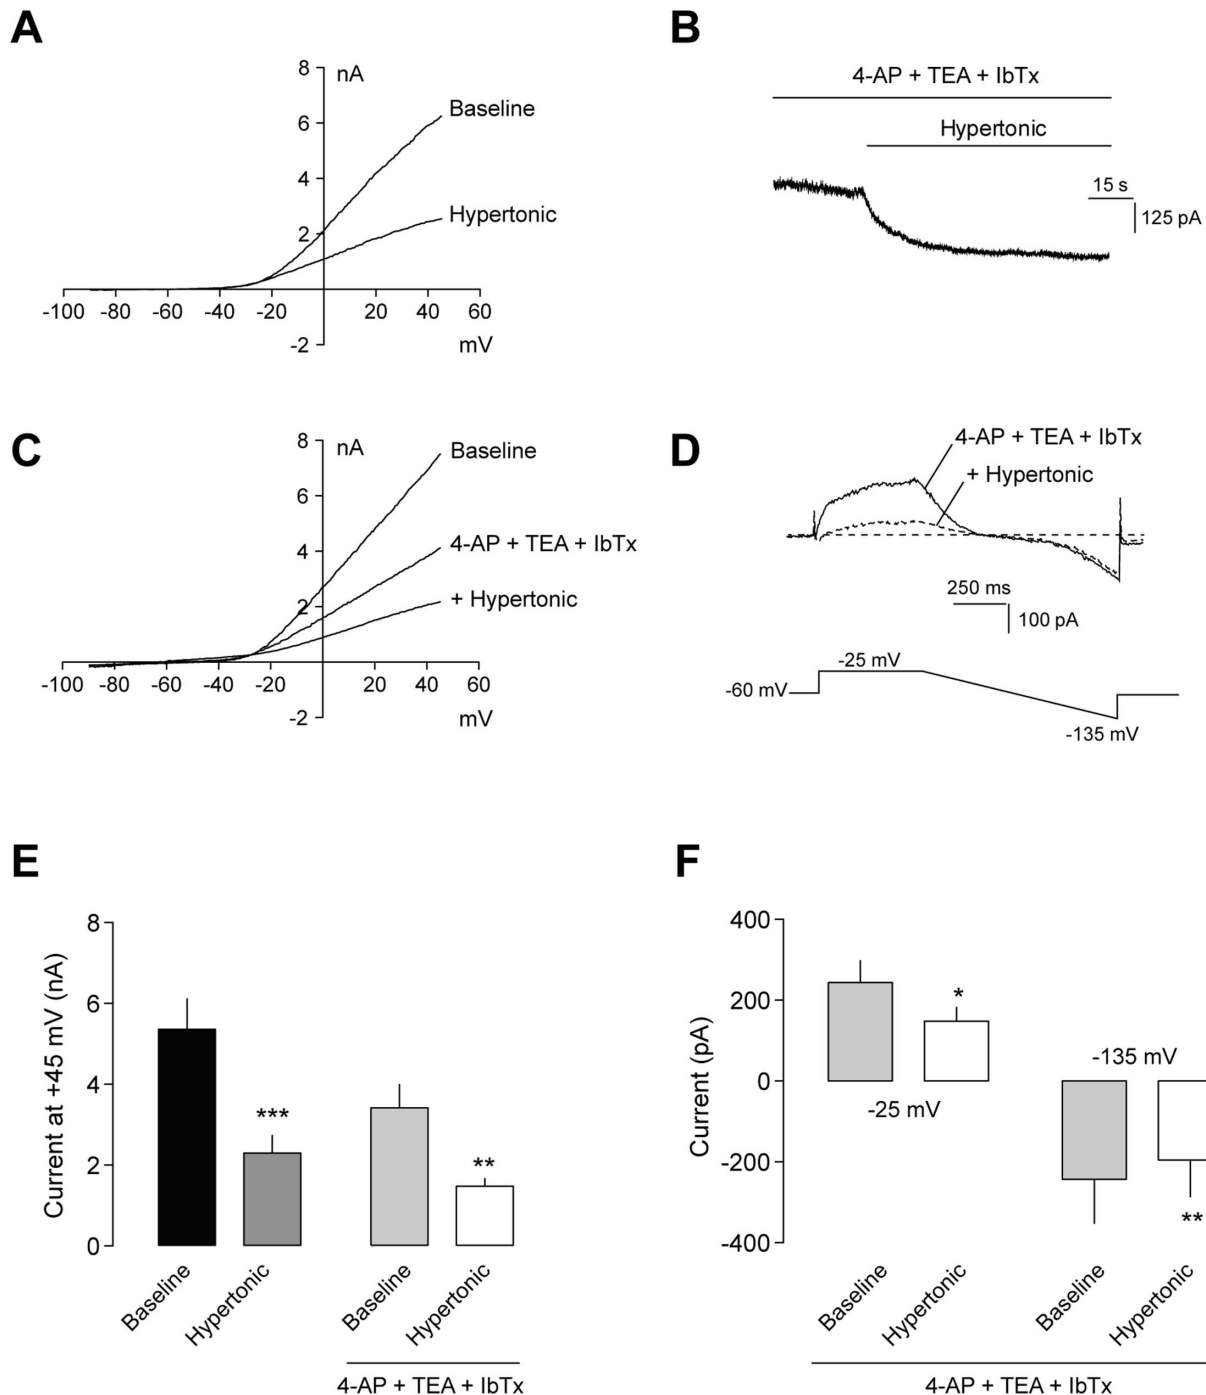 A
8
nA
6
Baseline
4
Hypertonic
2
-100 -80 -60 -40 -20 20 40 60
-2
mV
B
4-AP + TEA + IbTx
Hypertonic
15 s
125 pA
C
8
nA
Baseline
6
4-AP + TEA + IbTx
4
+ Hypertonic
2
-100 -80 -60 -40 -20 20 40 60
-2
mV
D
4-AP + TEA + IbTx
+ Hypertonic
250 ms
100 pA
-25 mV
-60 mV
-135 mV
E
Current at +45 mV (nA)
8
6
4
2
0
***
**
Baseline
Hypertonic
Baseline
Hypertonic
4-AP + TEA + IbTx
F
Current (pA)
400
200
0
-200
-400
*
-25 mV
-135 mV
**
Baseline
Hypertonic
Baseline
Hypertonic
4-AP + TEA + IbTx